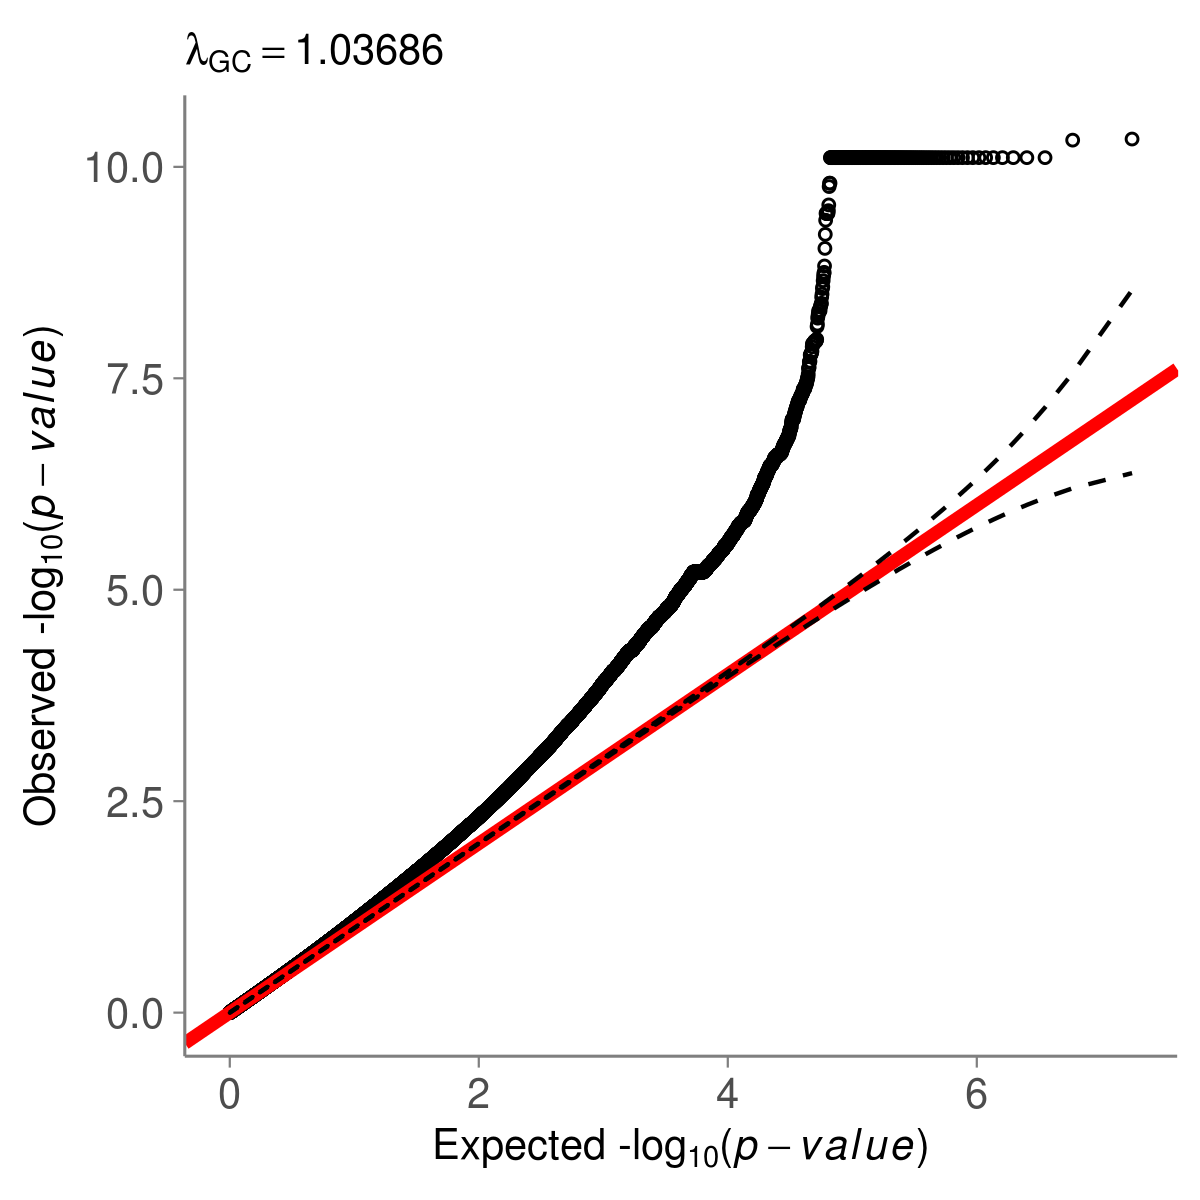 λGC = 1.03686
10.0
7.5
5.0
2.5
0.0
Observed -log10(p − value)
0 2 4 6
Expected -log10(p − value)